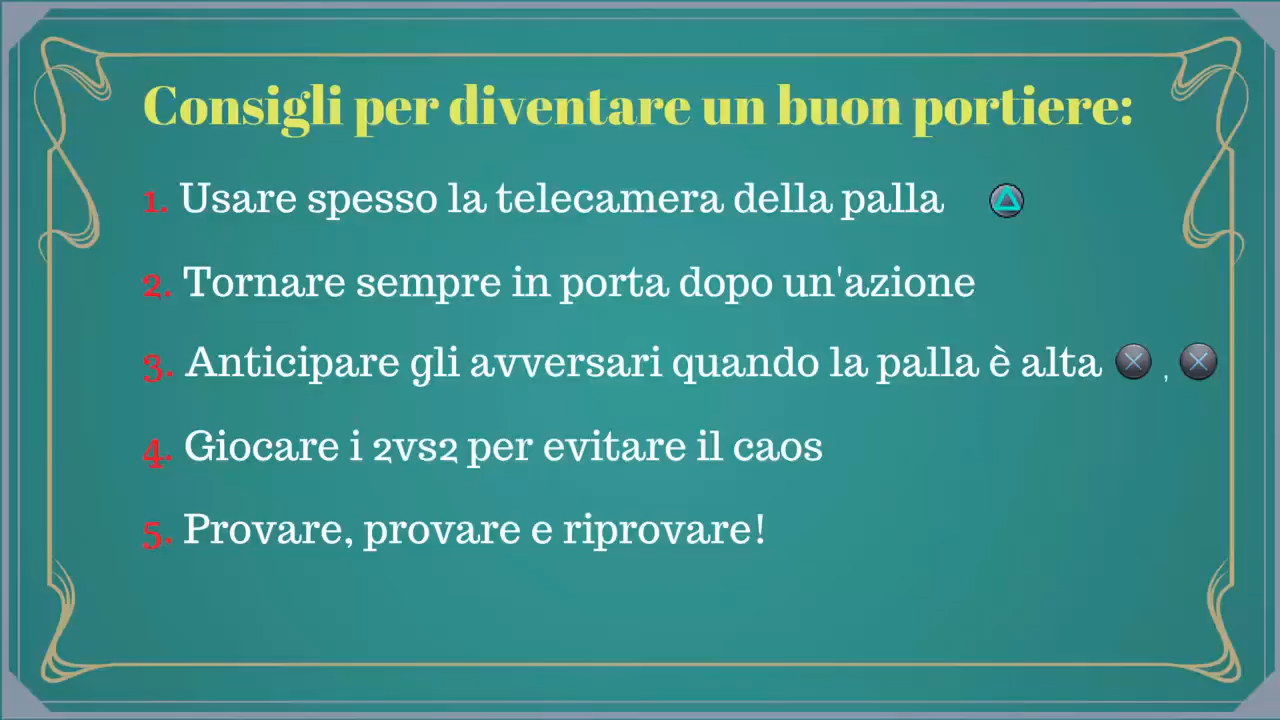 Consigli per diventare un buon portiere:
1. Usare spesso la telecamera della palla
2. Tornare sempre in porta dopo un'azione
3. Anticipare gli avversari quando la palla è alta ,
4. Giocare i 2vs2 per evitare il caos
5. Provare, provare e riprovare!